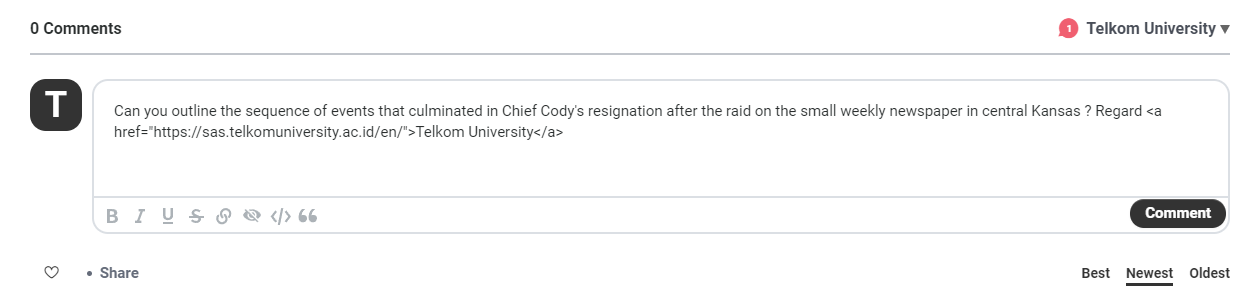 0 Comments
1 Telkom University
T
Can you outline the sequence of events that culminated in Chief Cody's resignation after the raid on the small weekly newspaper in central Kansas ? Regard <a
href="https://sas.telkomuniversity.ac.id/en/">Telkom University</a>
B I U S </>
Comment
• Share
Best Newest Oldest